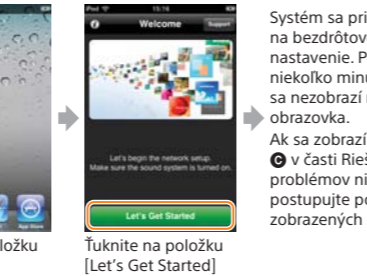 App Store
ložku
iPod
15:16
Welcome
Support
Let's begin the network setup.
Make sure the sound system is turned on.
Let's Get Started
Ťuknite na položku
[Let's Get Started]
Systém sa pri
na bezdrôtov
nastavenie. P
niekoľko minú
sa nezobrazí
obrazovka.
Ak sa zobrazí
C v časti Rieš
problémov ni
postupujte po
zobrazených